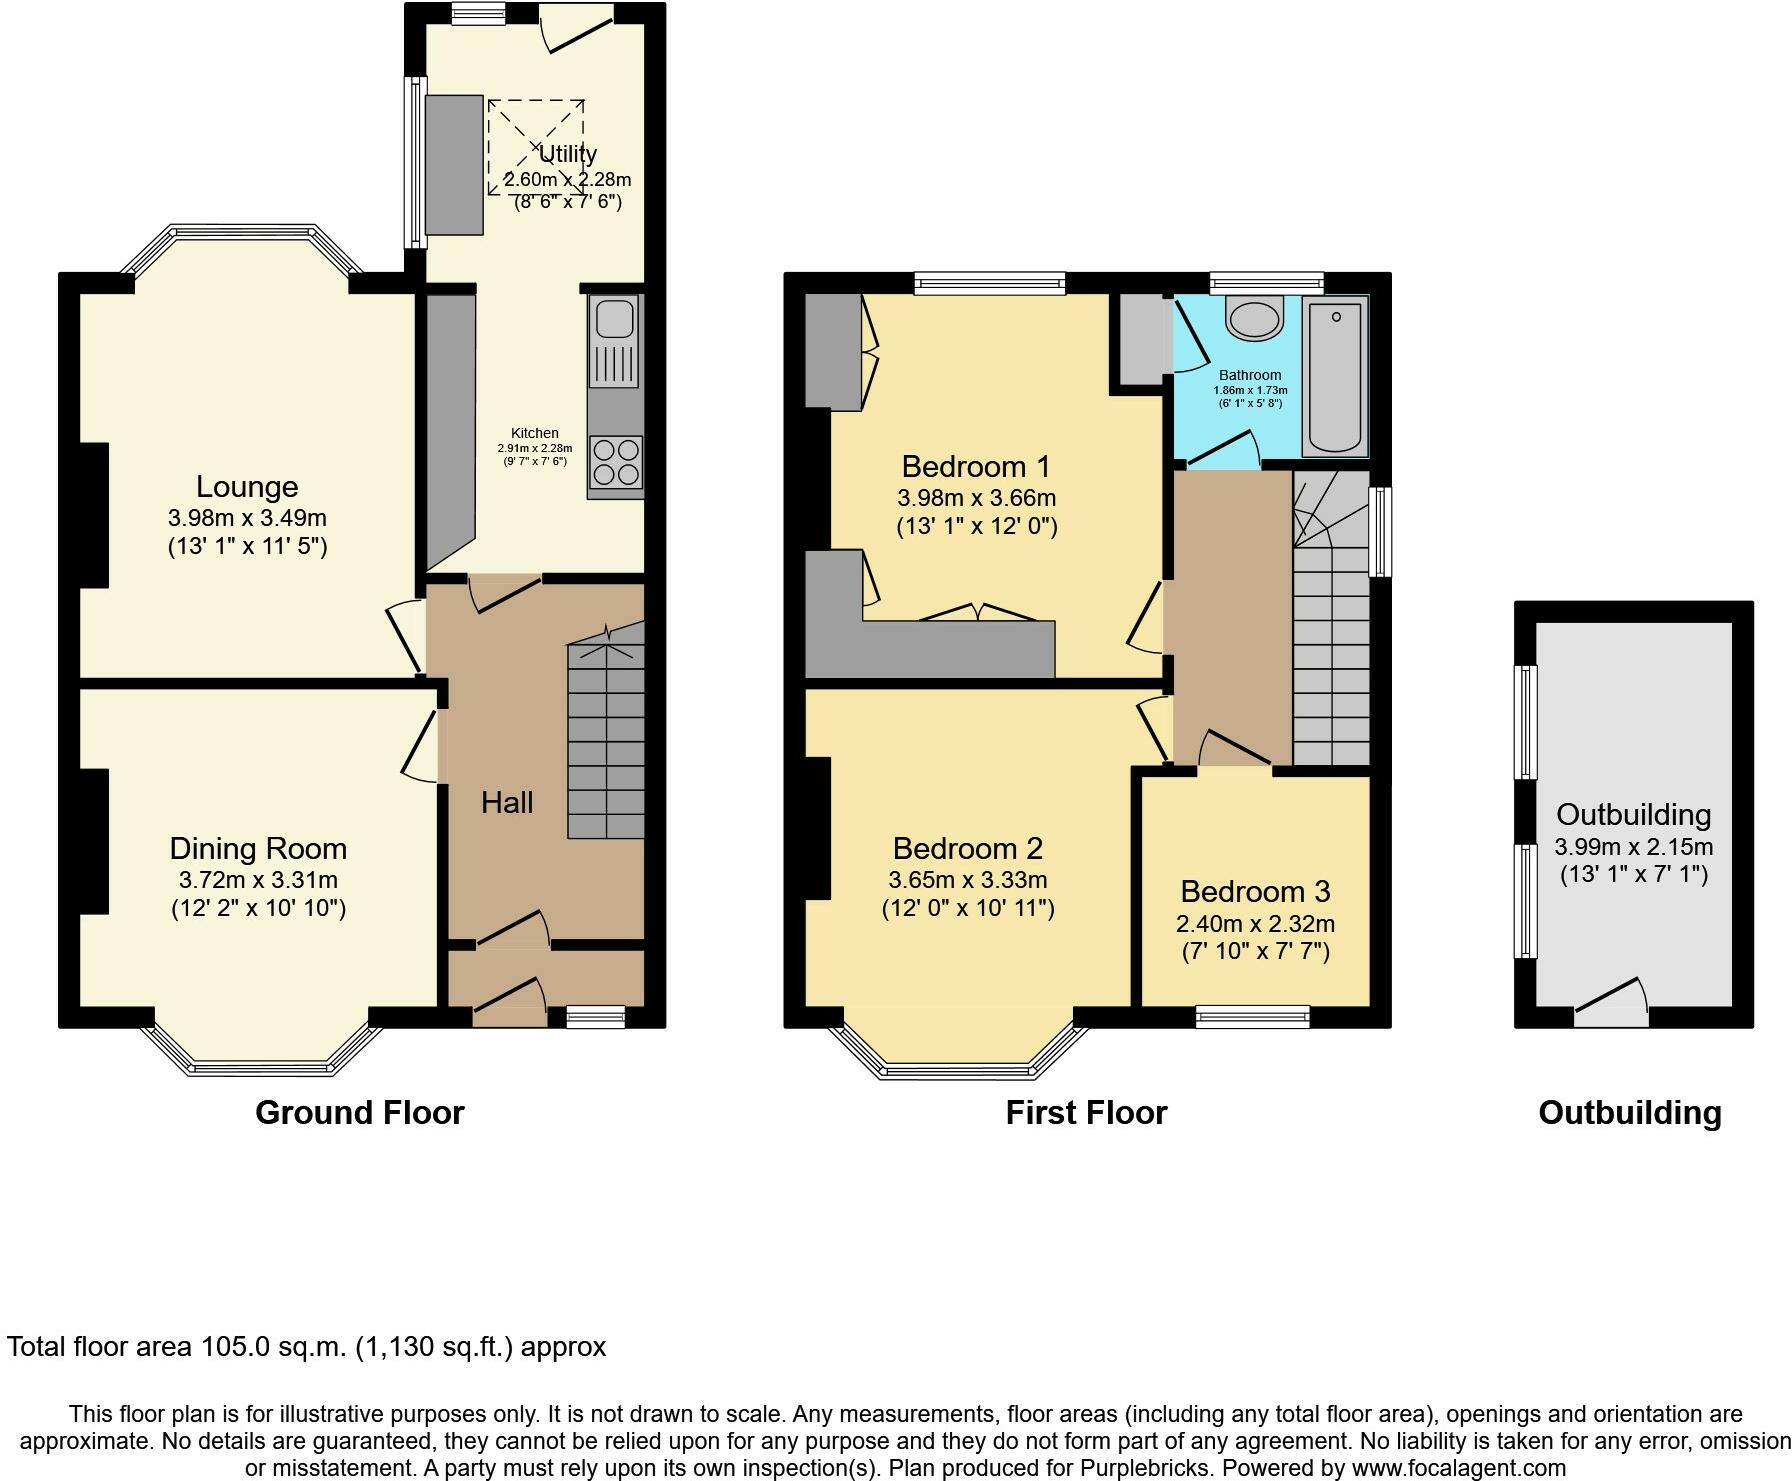 Utility
2.60m x 2.28m
(8' 6" x 7' 6")
Kitchen
2.91m x 2.28m
(9' 7" x 7' 6")
Lounge
3.98m x 3.49m
(13' 1" x 11' 5")
Hall
Dining Room
3.72m x 3.31m
(12' 2" x 10' 10")
Ground Floor
Bathroom
1.86m x 1.73m
(6' 1" x 5' 8")
Bedroom 1
3.98m x 3.66m
(13' 1" x 12' 0")
Bedroom 2
3.65m x 3.33m
(12' 0" x 10' 11")
Bedroom 3
2.40m x 2.32m
(7' 10" x 7' 7")
First Floor
Outbuilding
3.99m x 2.15m
(13' 1" x 7' 1")
Outbuilding
Total floor area 105.0 sq.m. (1,130 sq.ft.) approx
This floor plan is for illustrative purposes only. It is not drawn to scale. Any measurements, floor areas (including any total floor area), openings and orientation are
approximate. No details are guaranteed, they cannot be relied upon for any purpose and they do not form part of any agreement. No liability is taken for any error, omission
or misstatement. A party must rely upon its own inspection(s). Plan produced for Purplebricks. Powered by www.focalagent.com